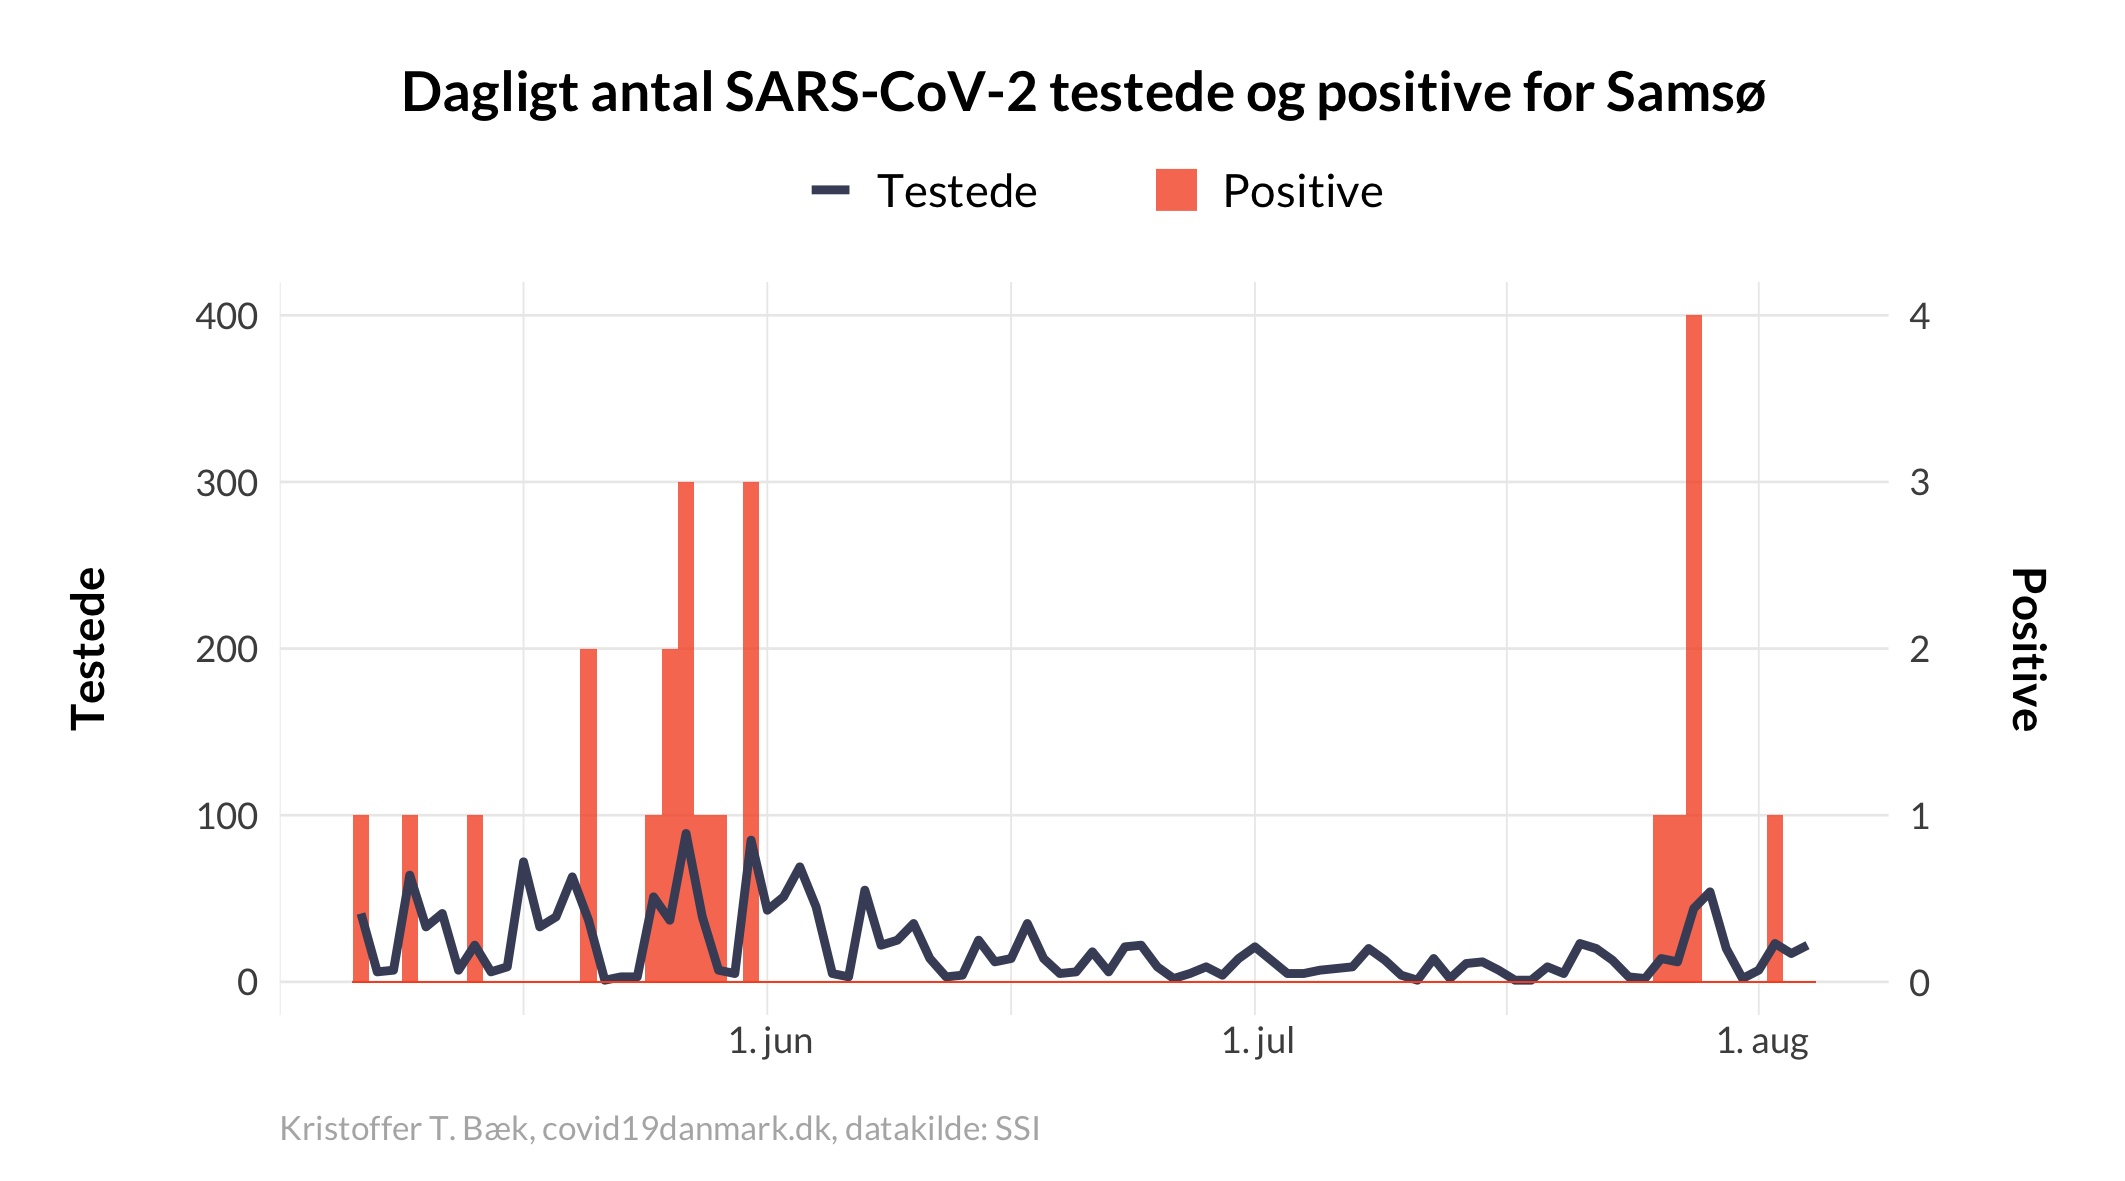 Dagligt antal SARS-CoV-2 testede og positive for Samsø
Testede
Positive
400
300
200
100
0
4
3
2
1
0
Testede
Positive
1. jun
1. jul
1. aug
Kristoffer T. Bæk, covid19danmark.dk, datakilde: SSI